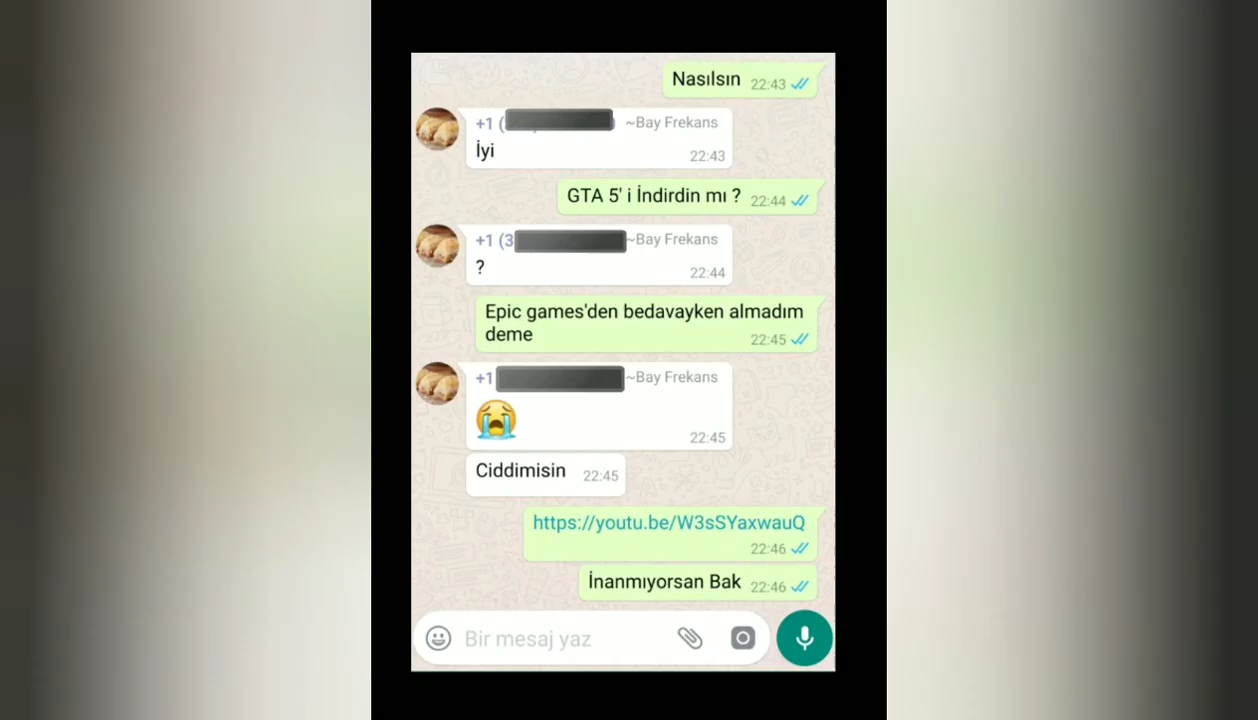 Nasılsın 22:43
+1 ( ~Bay Frekans
İyi
22:43
GTA 5' i İndirdin mı ? 22:44
+1 (3 ~Bay Frekans
?
22:44
Epic games'den bedavayken almadım
deme
22:45
+1 ~Bay Frekans
😭
22:45
Ciddimisin 22:45
https://youtu.be/W3sSYaxwauQ
22:46
İnanmıyorsan Bak 22:46
Bir mesaj yaz